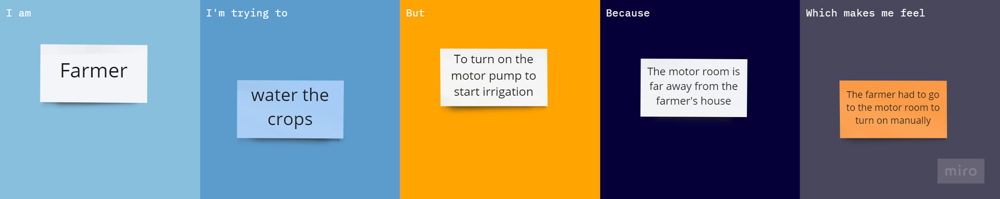 I am
Farmer
I'm trying to
water the
crops
But
To turn on the
motor pump to
start irrigation
Because
The motor room is
far away from the
farmer's house
Which makes me feel
The farmer had to go
to the motor room to
turn on manually
miro